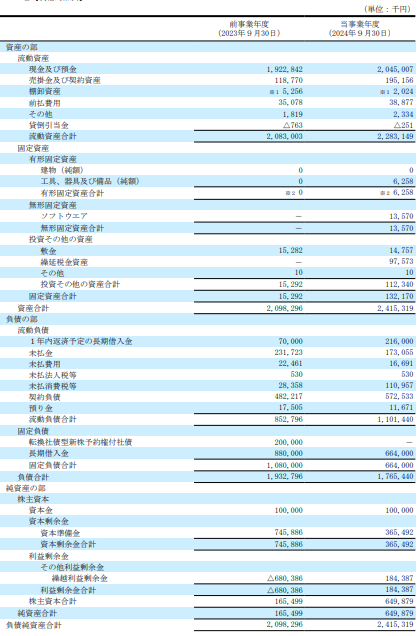 （単位：千円）
前事業年度 当事業年度
（2023年９月30日） （2024年９月30日）
資産の部
流動資産
現金及び預金 1,922,842 2,045,007
売掛金及び契約資産 118,770 195,156
棚卸資産 ※１ 5,256 ※１ 2,024
前払費用 35,078 38,877
その他 1,819 2,334
貸倒引当金 △763 △251
流動資産合計 2,083,003 2,283,149
固定資産
有形固定資産
建物（純額） 0 0
工具、器具及び備品（純額） 0 6,258
有形固定資産合計 ※２ 0 ※２ 6,258
無形固定資産
ソフトウエア － 13,570
無形固定資産合計 － 13,570
投資その他の資産
敷金 15,282 14,757
繰延税金資産 － 97,573
その他 10 10
投資その他の資産合計 15,292 112,340
固定資産合計 15,292 132,170
資産合計 2,098,296 2,415,319
負債の部
流動負債
１年内返済予定の長期借入金 70,000 216,000
未払金 231,723 173,055
未払費用 22,461 16,691
未払法人税等 530 530
未払消費税等 28,358 110,957
契約負債 482,217 572,533
預り金 17,505 11,671
流動負債合計 852,796 1,101,440
固定負債
転換社債型新株予約権付社債 200,000 －
長期借入金 880,000 664,000
固定負債合計 1,080,000 664,000
負債合計 1,932,796 1,765,440
純資産の部
株主資本
資本金 100,000 100,000
資本剰余金
資本準備金 745,886 365,492
資本剰余金合計 745,886 365,492
利益剰余金
その他利益剰余金
繰越利益剰余金 △680,386 184,387
利益剰余金合計 △680,386 184,387
株主資本合計 165,499 649,879
純資産合計 165,499 649,879
負債純資産合計 2,098,296 2,415,319